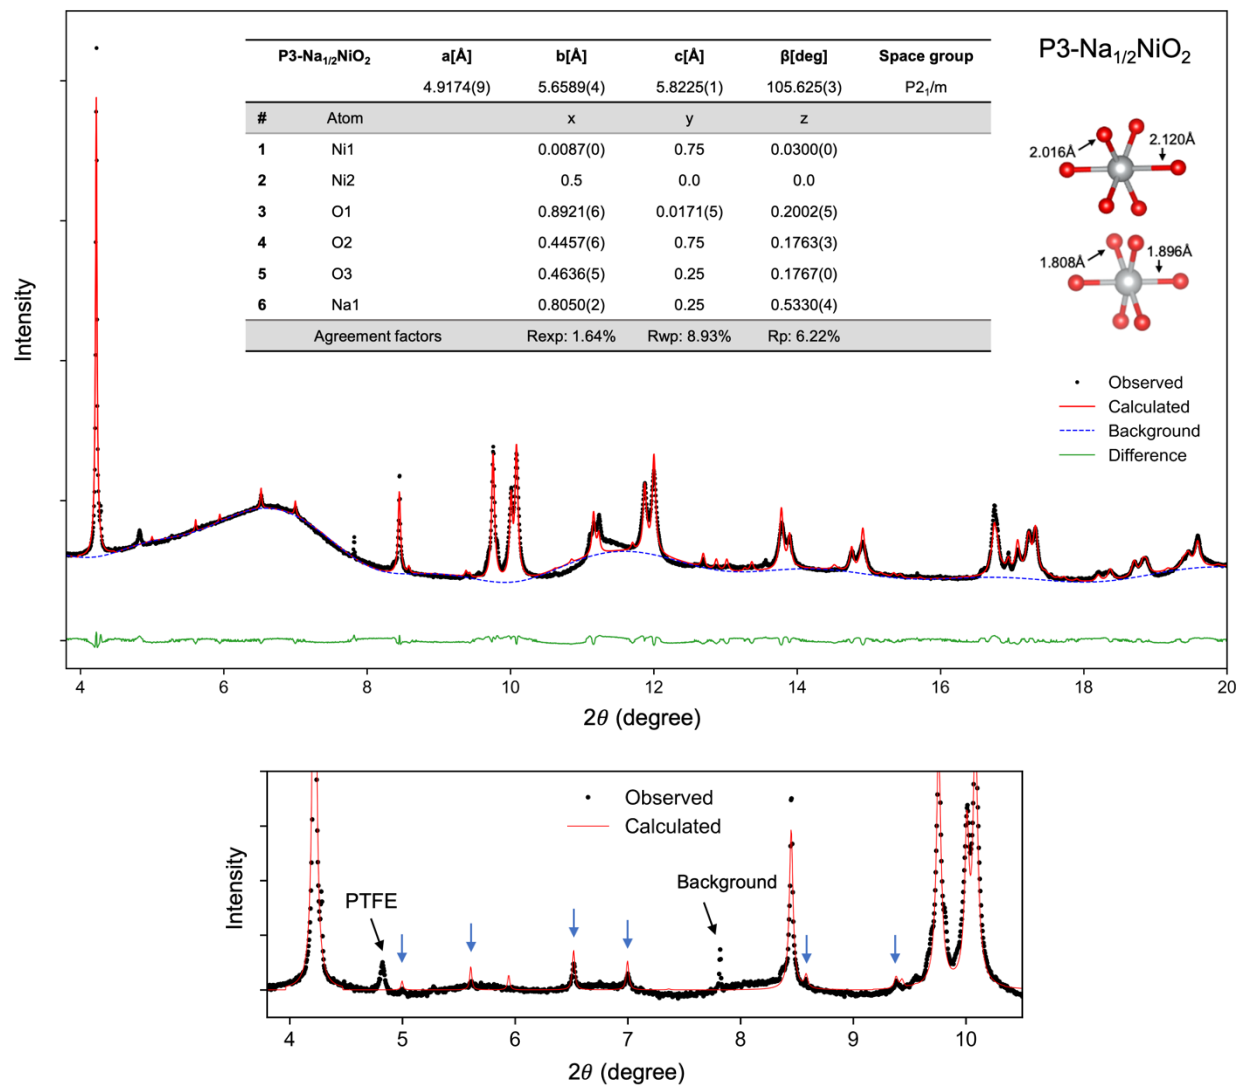 P3-Na1/2NiO2 a[Å] b[Å] c[Å] β[deg] Space group
4.9174(9) 5.6589(4) 5.8225(1) 105.625(3) P21/m
# Atom x y z
1 Ni1 0.0087(0) 0.75 0.0300(0)
2 Ni2 0.5 0.0 0.0
3 O1 0.8921(6) 0.0171(5) 0.2002(5)
4 O2 0.4457(6) 0.75 0.1763(3)
5 O3 0.4636(5) 0.25 0.1767(0)
6 Na1 0.8050(2) 0.25 0.5330(4)
Agreement factors Rexp: 1.64% Rwp: 8.93% Rp: 6.22%
P3-Na1/2NiO2
2.016Å
2.120Å
1.808Å
1.896Å
Observed
Calculated
Background
Difference
Intensity
4 6 8 10 12 14 16 18 20
2θ (degree)
Observed
Calculated
PTFE
Background
Intensity
4 5 6 7 8 9 10
2θ (degree)